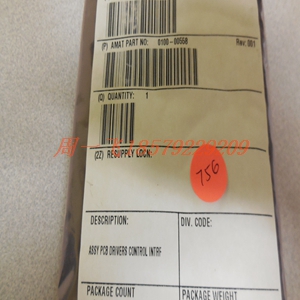 (P) AMAT PART NO: 0100-00558 Rev: 001
(Q) QUANTITY: 1
(2Z) RESUPPLY LOCN:
756
DESCRIPTION: DIV. CODE:
ASSY PCB DRIVERS CONTROL INTRF
PACKAGE COUNT PACKAGE WEIGHT